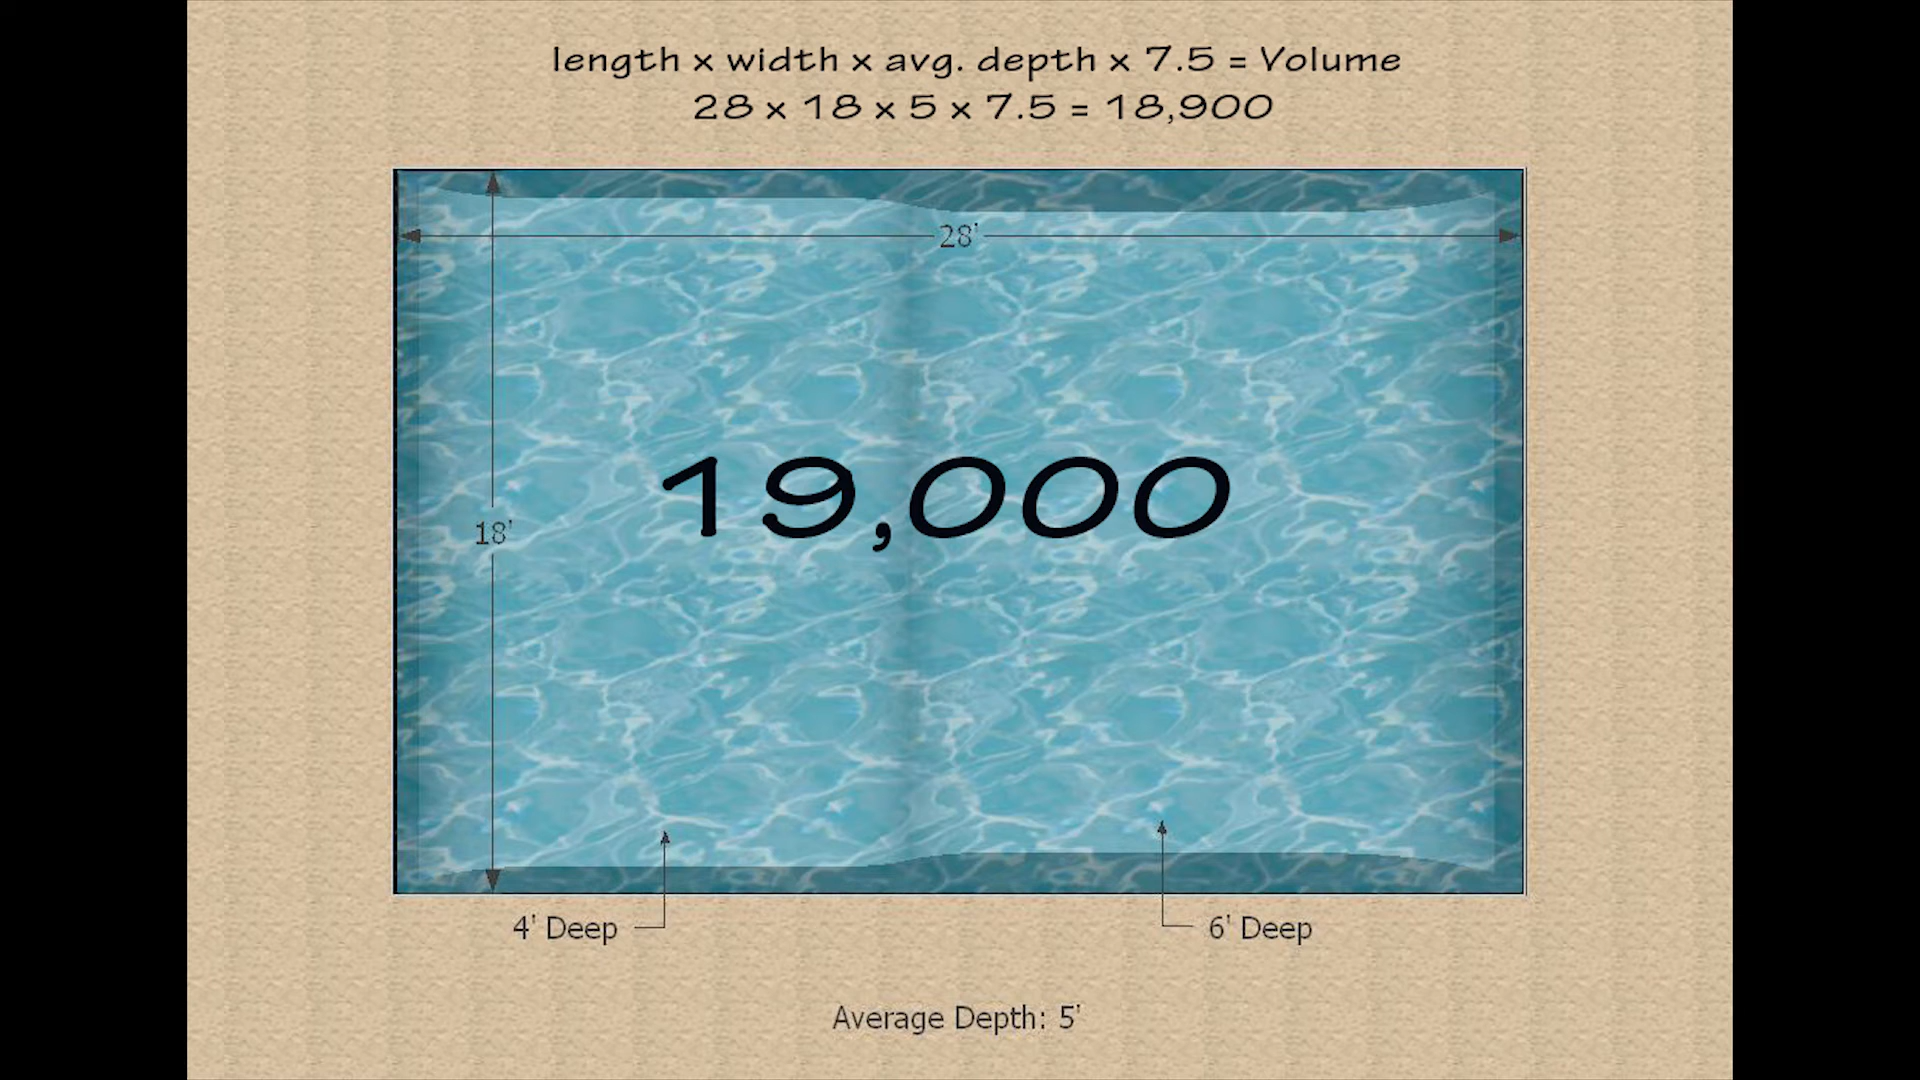 length x width x avg. depth x 7.5 = Volume
28 x 18 x 5 x 7.5 = 18,900
28'
19,000
18'
4' Deep
6' Deep
Average Depth: 5'